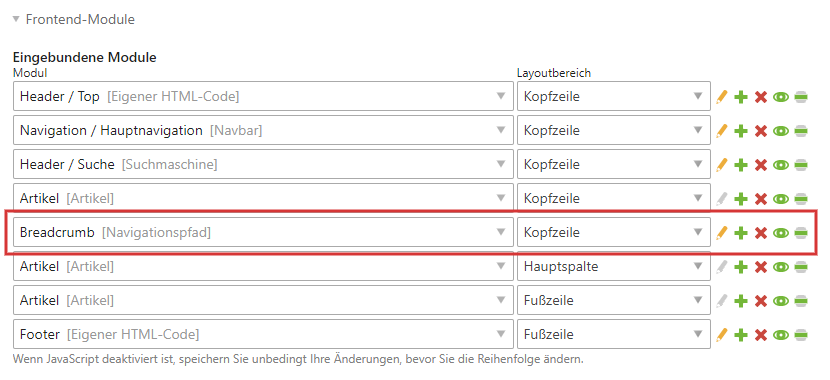 Frontend-Module
Eingebundene Module
Modul Layoutbereich
Header / Top [Eigener HTML-Code] Kopfzeile
Navigation / Hauptnavigation [Navbar] Kopfzeile
Header / Suche [Suchmaschine] Kopfzeile
Artikel [Artikel] Kopfzeile
Breadcrumb [Navigationspfad] Kopfzeile
Artikel [Artikel] Hauptspalte
Artikel [Artikel] Fußzeile
Footer [Eigener HTML-Code] Fußzeile
Wenn JavaScript deaktiviert ist, speichern Sie unbedingt Ihre Änderungen, bevor Sie die Reihenfolge ändern.